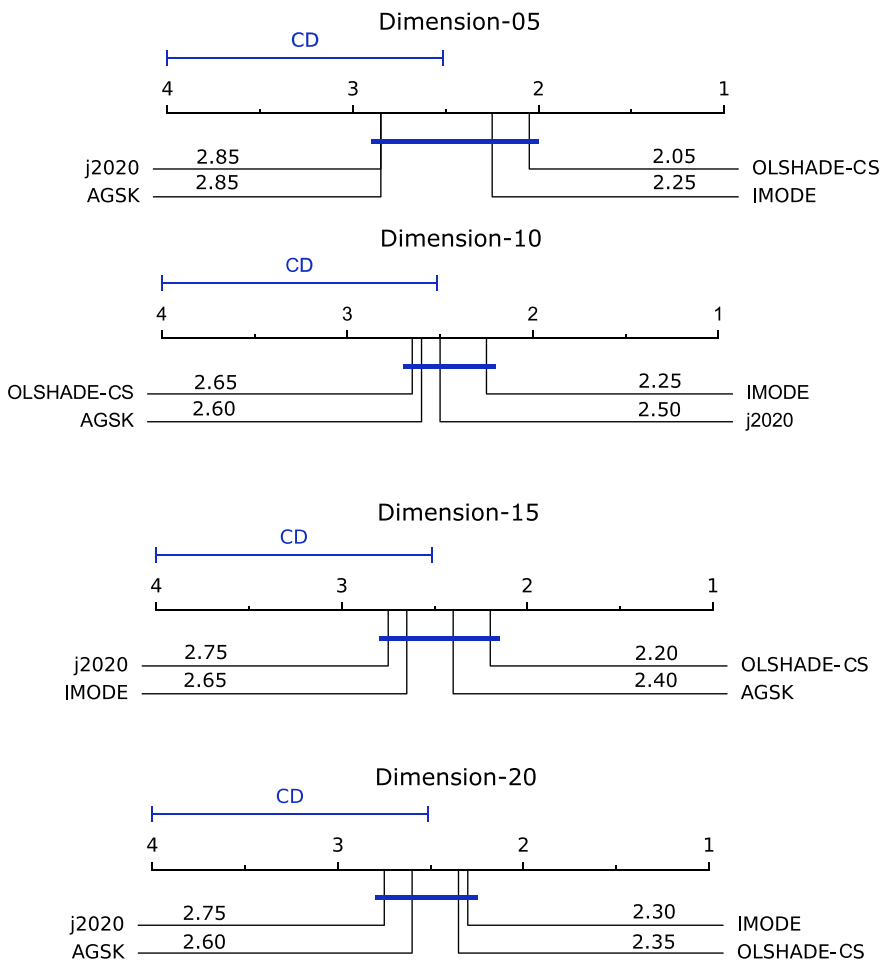 Dimension-05
CD
4 3 2 1
j2020 2.85 2.05 OLSHADE-CS
AGSK 2.85 2.25 IMODE
Dimension-10
CD
4 3 2 1
OLSHADE-CS 2.65 2.25 IMODE
AGSK 2.60 2.50 j2020
Dimension-15
CD
4 3 2 1
j2020 2.75 2.20 OLSHADE-CS
IMODE 2.65 2.40 AGSK
Dimension-20
CD
4 3 2 1
j2020 2.75 2.30 IMODE
AGSK 2.60 2.35 OLSHADE-CS